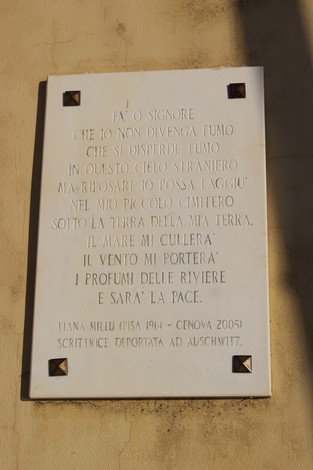 FA' O SIGNORE
CHE IO NON DIVENGA FUMO
CHE SI DISPERDE, FUMO
IN QUESTO CIELO STRANIERO
MA RIPOSARE IO POSSA LAGGIU'
NEL MIO PICCOLO CIMITERO
SOTTO LA TERRA DELLA MIA TERRA.
IL MARE MI CULLERA'
IL VENTO MI PORTERA'
I PROFUMI DELLE RIVIERE
E SARA' LA PACE.
LIANA MILLU (PISA 1914 - GENOVA 2005)
SCRITTRICE DEPORTATA AD AUSCHWITZ.